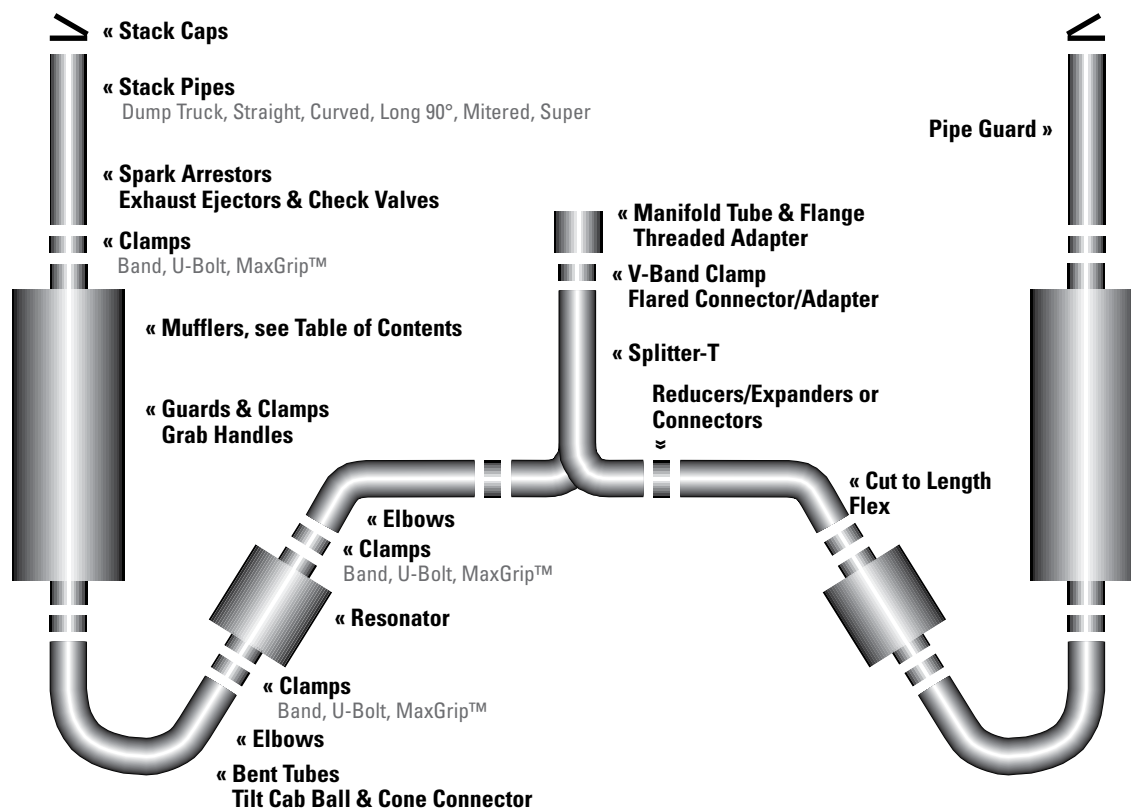 « Stack Caps
« Stack Pipes
Dump Truck, Straight, Curved, Long 90°, Mitered, Super
Pipe Guard »
« Spark Arrestors
Exhaust Ejectors & Check Valves
« Manifold Tube & Flange
Threaded Adapter
« Clamps
Band, U-Bolt, MaxGrip™
« V-Band Clamp
Flared Connector/Adapter
« Mufflers, see Table of Contents
« Splitter-T
Reducers/Expanders or
Connectors
»
« Guards & Clamps
Grab Handles
« Cut to Length
Flex
« Elbows
« Clamps
Band, U-Bolt, MaxGrip™
« Resonator
« Clamps
Band, U-Bolt, MaxGrip™
« Elbows
« Bent Tubes
Tilt Cab Ball & Cone Connector